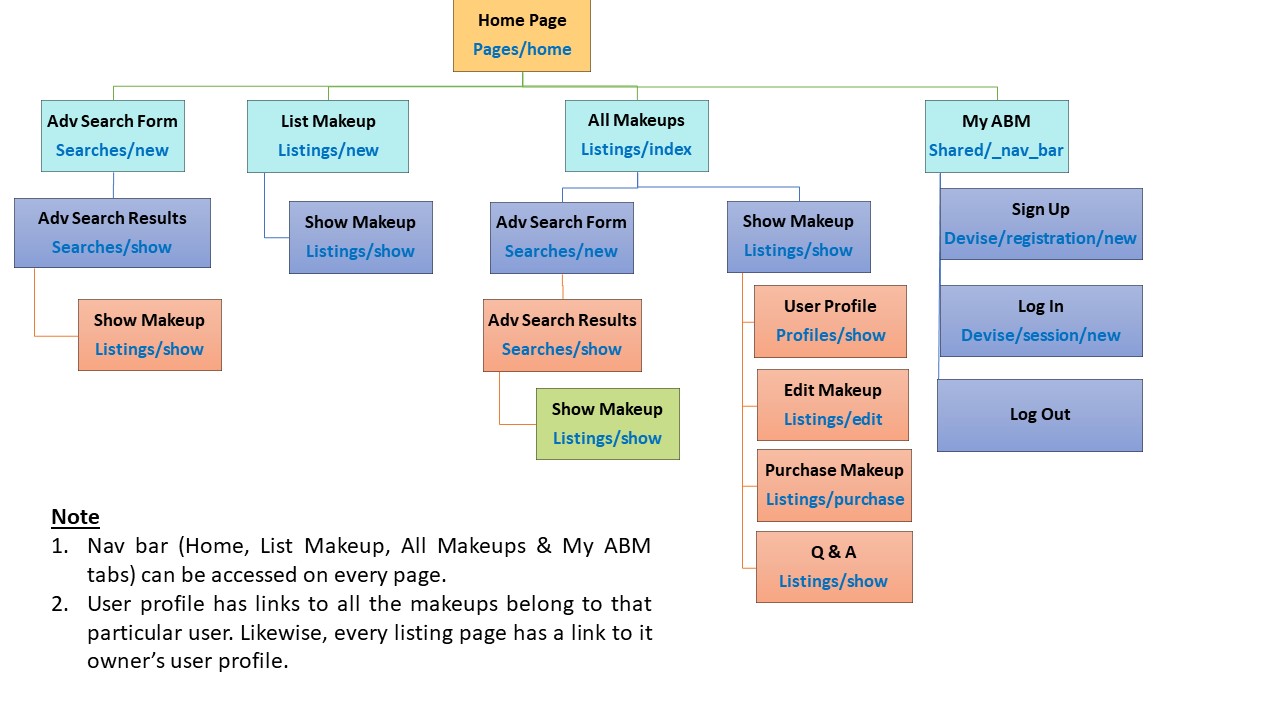 Home Page
Pages/home
Adv Search Form
Searches/new
List Makeup
Listings/new
All Makeups
Listings/index
My ABM
Shared/_nav_bar
Adv Search Results
Searches/show
Show Makeup
Listings/show
Adv Search Form
Searches/new
Show Makeup
Listings/show
Sign Up
Devise/registration/new
Show Makeup
Listings/show
Adv Search Results
Searches/show
User Profile
Profiles/show
Log In
Devise/session/new
Show Makeup
Listings/show
Edit Makeup
Listings/edit
Log Out
Purchase Makeup
Listings/purchase
Q & A
Listings/show
Note
1. Nav bar (Home, List Makeup, All Makeups & My ABM
tabs) can be accessed on every page.
2. User profile has links to all the makeups belong to that
particular user. Likewise, every listing page has a link to it
owner’s user profile.